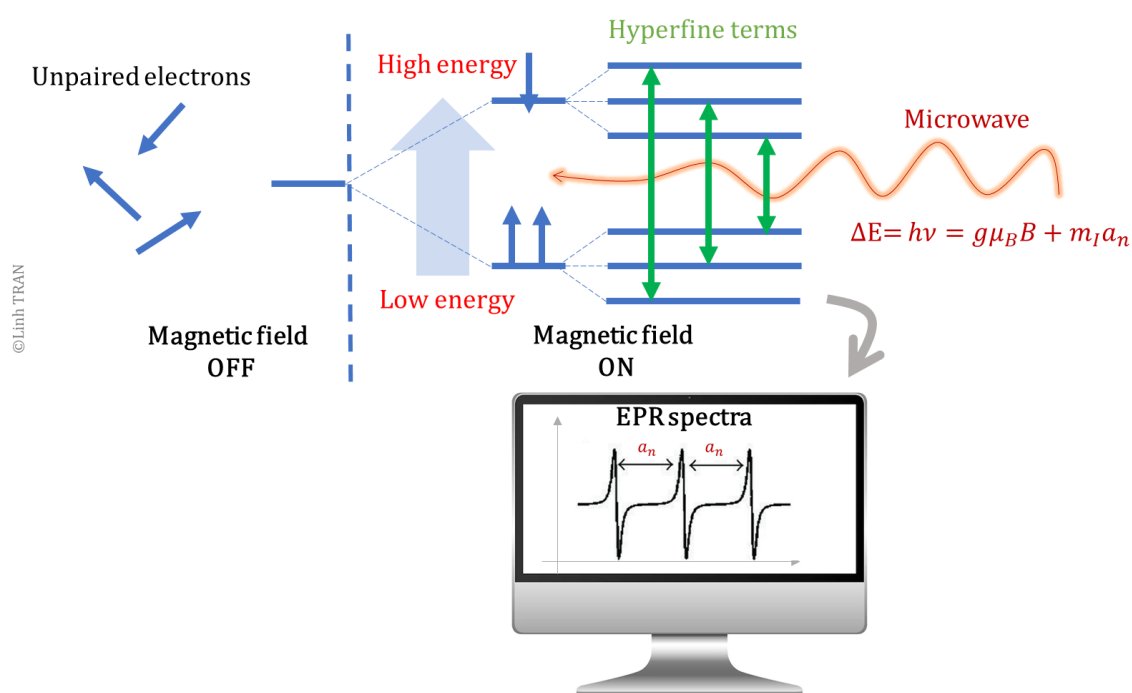 Hyperfine terms
Unpaired electrons
High energy
Microwave
ΔE= hν = gμ_B B + m_I a_n
Low energy
©Linh TRAN
Magnetic field
OFF
Magnetic field
ON
EPR spectra
a_n
a_n